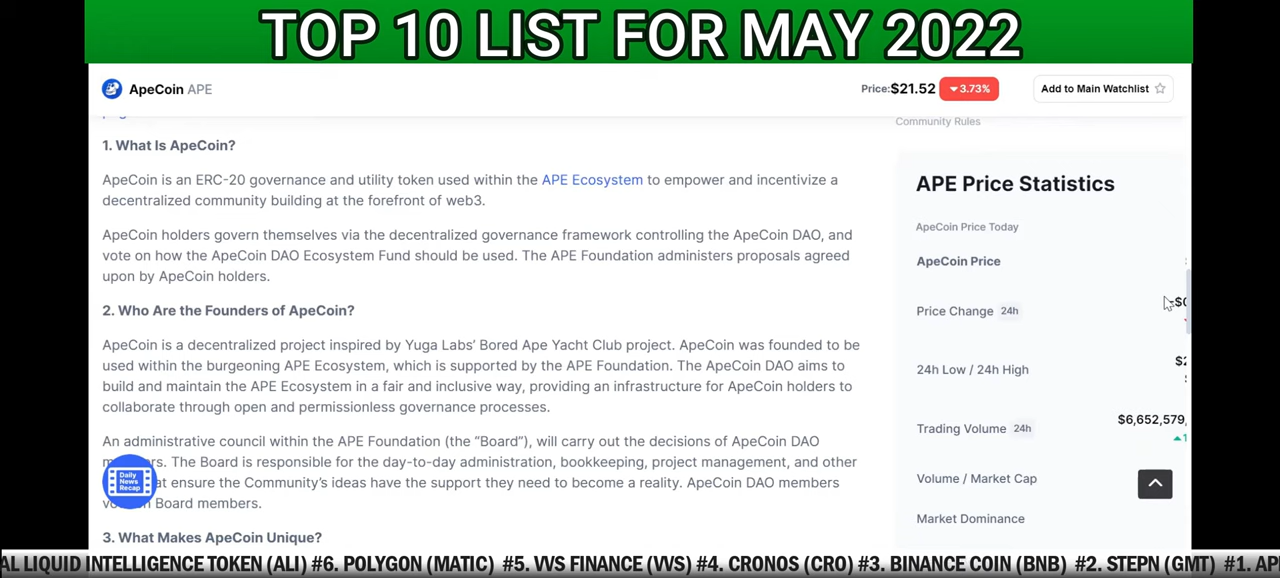 TOP 10 LIST FOR MAY 2022
ApeCoin APE
Price:$21.52 ▼3.73%
Add to Main Watchlist
Community Rules
1. What Is ApeCoin?
ApeCoin is an ERC-20 governance and utility token used within the APE Ecosystem to empower and incentivize a
decentralized community building at the forefront of web3.
ApeCoin holders govern themselves via the decentralized governance framework controlling the ApeCoin DAO, and
vote on how the ApeCoin DAO Ecosystem Fund should be used. The APE Foundation administers proposals agreed
upon by ApeCoin holders.
2. Who Are the Founders of ApeCoin?
ApeCoin is a decentralized project inspired by Yuga Labs' Bored Ape Yacht Club project. ApeCoin was founded to be
used within the burgeoning APE Ecosystem, which is supported by the APE Foundation. The ApeCoin DAO aims to
build and maintain the APE Ecosystem in a fair and inclusive way, providing an infrastructure for ApeCoin holders to
collaborate through open and permissionless governance processes.
An administrative council within the APE Foundation (the “Board”), will carry out the decisions of ApeCoin DAO
The Board is responsible for the day-to-day administration, bookkeeping, project management, and other
at ensure the Community's ideas have the support they need to become a reality. ApeCoin DAO members
Board members.
3. What Makes ApeCoin Unique?
Daily
News
Recap
APE Price Statistics
ApeCoin Price Today
ApeCoin Price
Price Change 24h
24h Low / 24h High
Trading Volume 24h $6,652,579,
Volume / Market Cap
Market Dominance
AL LIQUID INTELLIGENCE TOKEN (ALI) #6. POLYGON (MATIC) #5. VVS FINANCE (VVS) #4. CRONOS (CRO) #3. BINANCE COIN (BNB) #2. STEPN (GMT) #1. AP